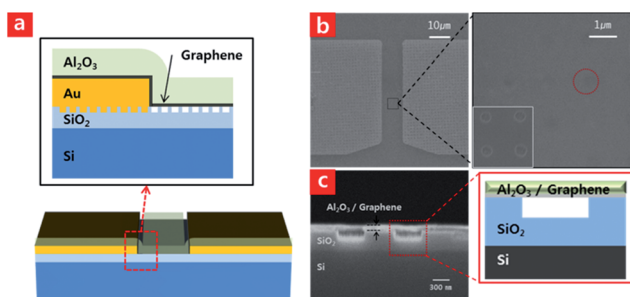 a
Al₂O₃
Graphene
Au
SiO₂
Si
b
10μm
1μm
c
Al₂O₃ / Graphene
SiO₂
Si
300 nm
Al₂O₃ / Graphene
SiO₂
Si